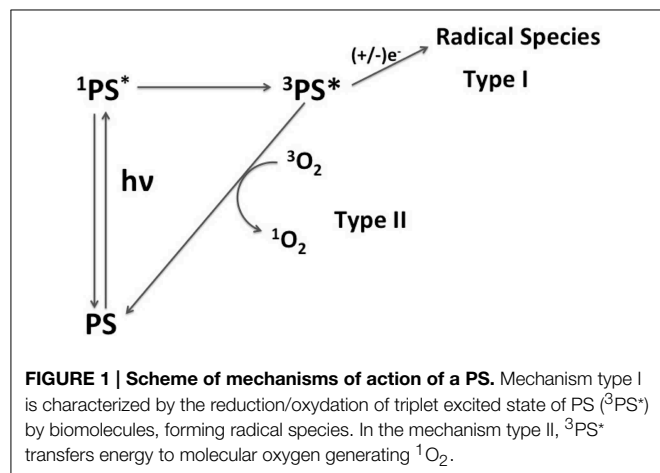 (+/-)e⁻ Radical Species
Type I
¹PS* ³PS*
hν
³O₂
Type II
¹O₂
PS
FIGURE 1 | Scheme of mechanisms of action of a PS. Mechanism type I
is characterized by the reduction/oxydation of triplet excited state of PS (³PS*)
by biomolecules, forming radical species. In the mechanism type II, ³PS*
transfers energy to molecular oxygen generating ¹O₂.